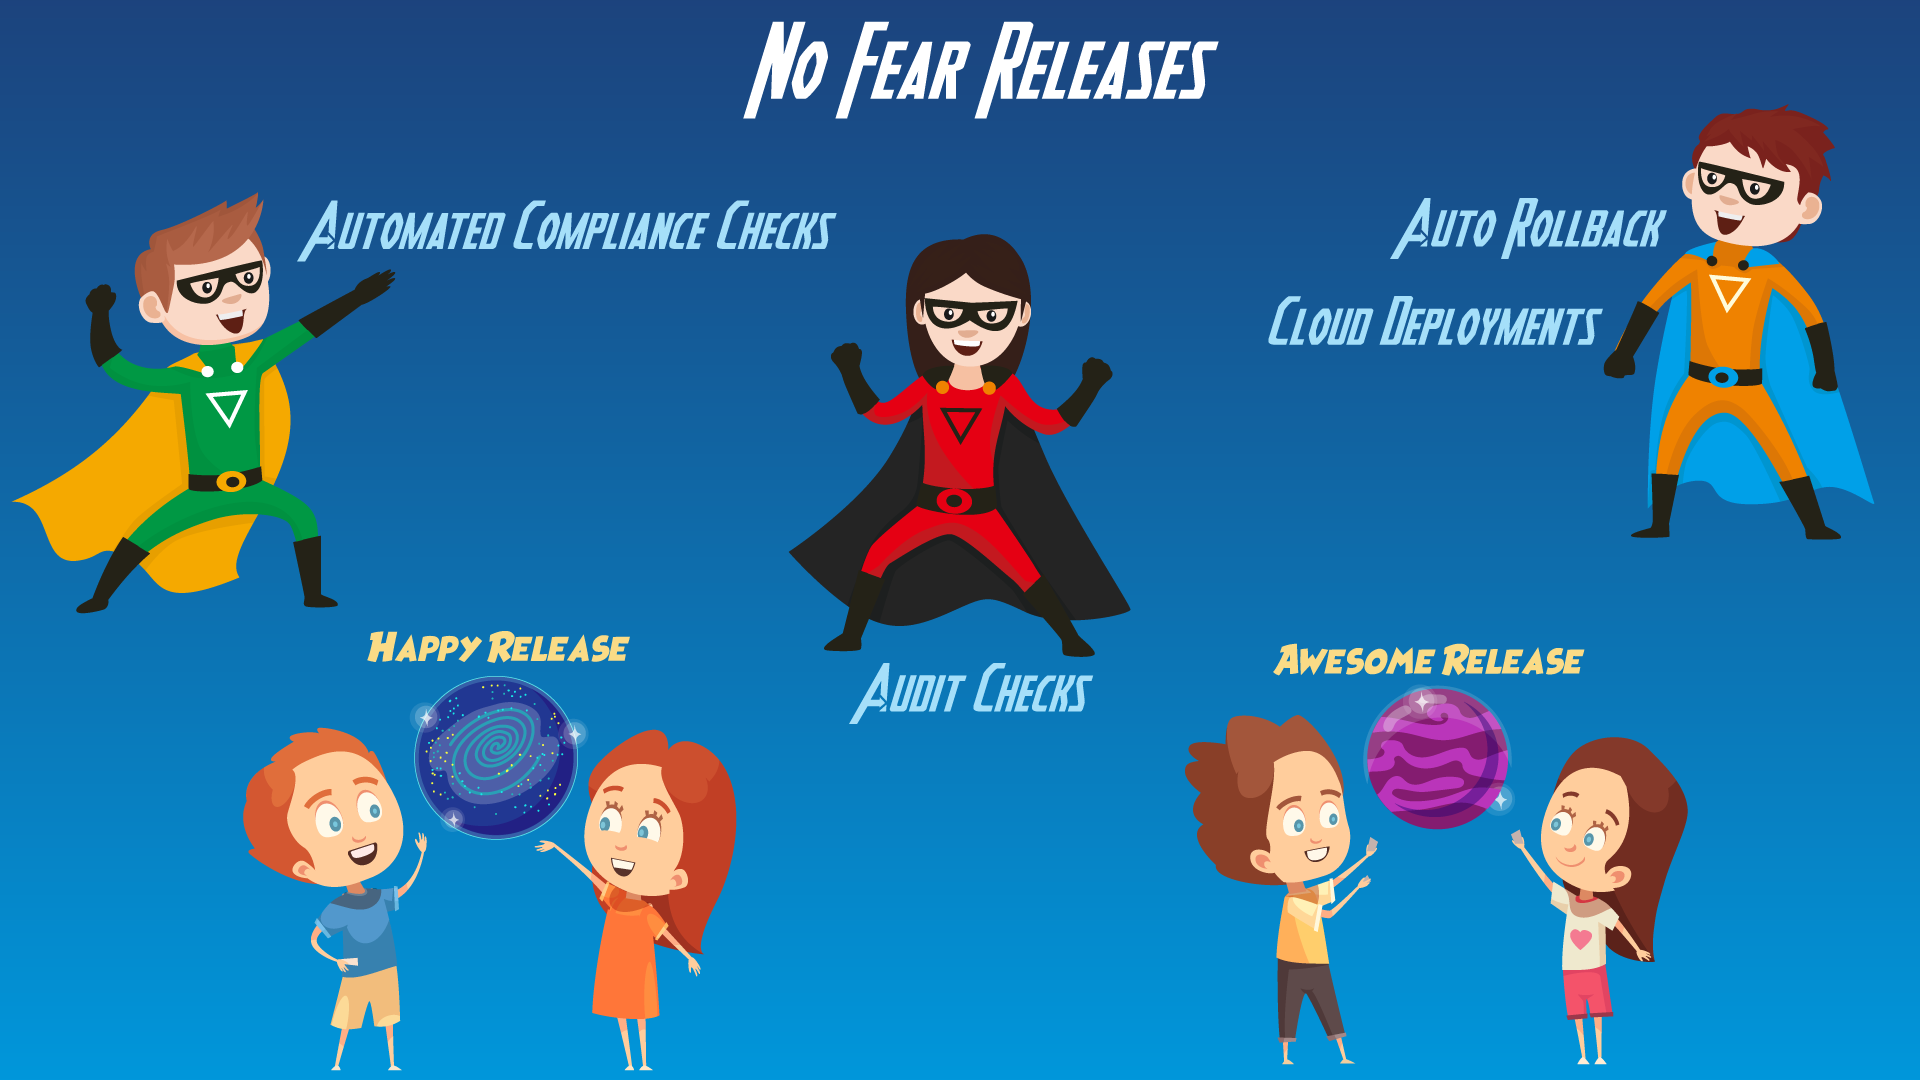 No Fear Releases
Automated Compliance Checks
Auto Rollback
Cloud Deployments
Happy Release
Audit Checks
Awesome Release